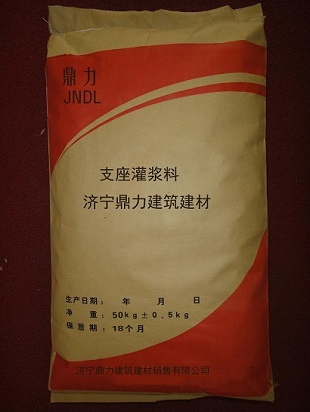 鼎力
JNDL
支座灌浆料
济宁鼎力建筑建材
生产日期： 年 月 日
净 重：50kg±0.5kg
保质期：18个月
济宁鼎力建筑建材销售有限公司